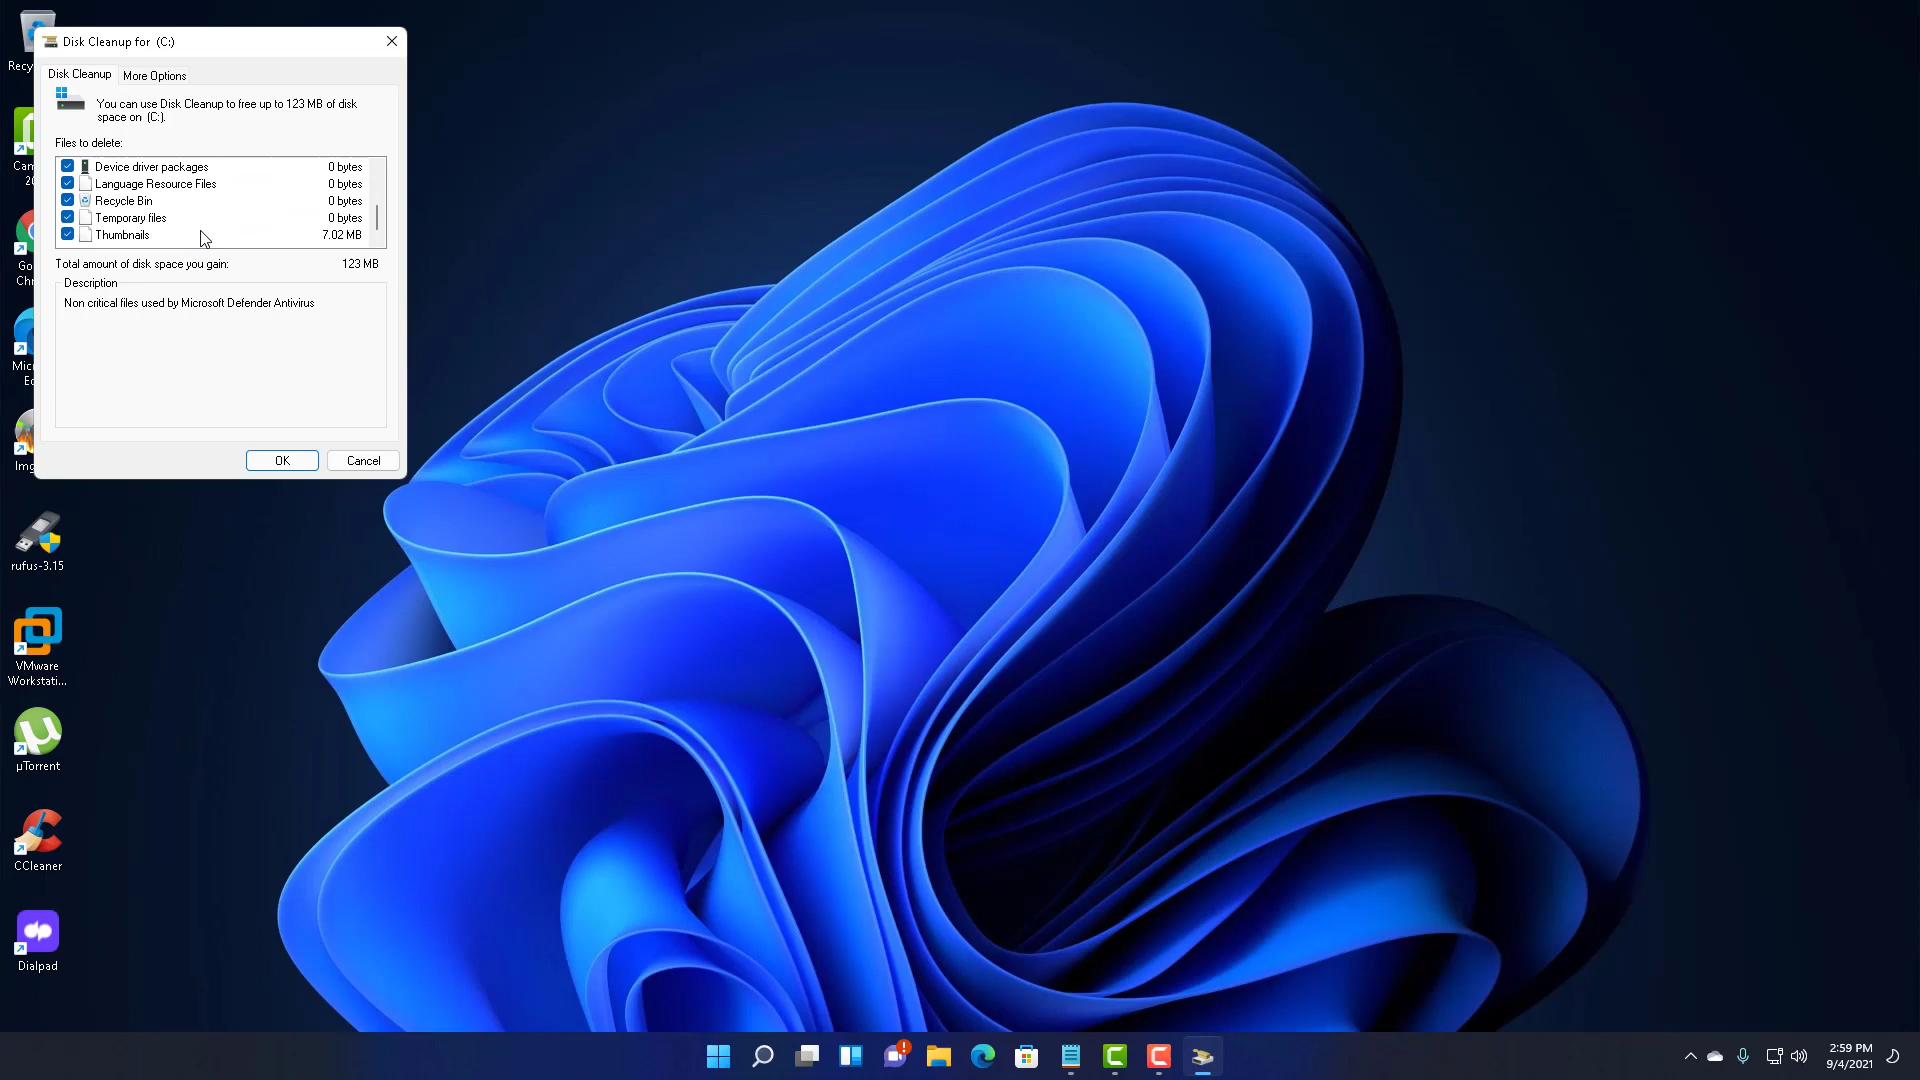 Disk Cleanup for (C:)
Disk Cleanup
More Options
You can use Disk Cleanup to free up to 123 MB of disk
space on (C:).
Files to delete:
Device driver packages 0 bytes
Language Resource Files 0 bytes
Recycle Bin 0 bytes
Temporary files 0 bytes
Thumbnails 7.02 MB
Total amount of disk space you gain: 123 MB
Description
Non critical files used by Microsoft Defender Antivirus
OK
Cancel
Recy
Cam
20
Go
Chr
Mic
Ed
Img
rufus-3.15
VMware
Workstati...
µTorrent
CCleaner
Dialpad
2:59 PM
9/4/2021